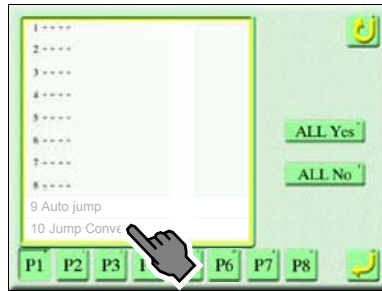 1 - - - -
2 - - - -
3 - - - -
4 - - - -
5 - - - -
6 - - - -
7 - - - -
8 - - - -
9 Auto jump
10 Jump Conve
ALL Yes
ALL No
P1 P2 P3 P6 P7 P8